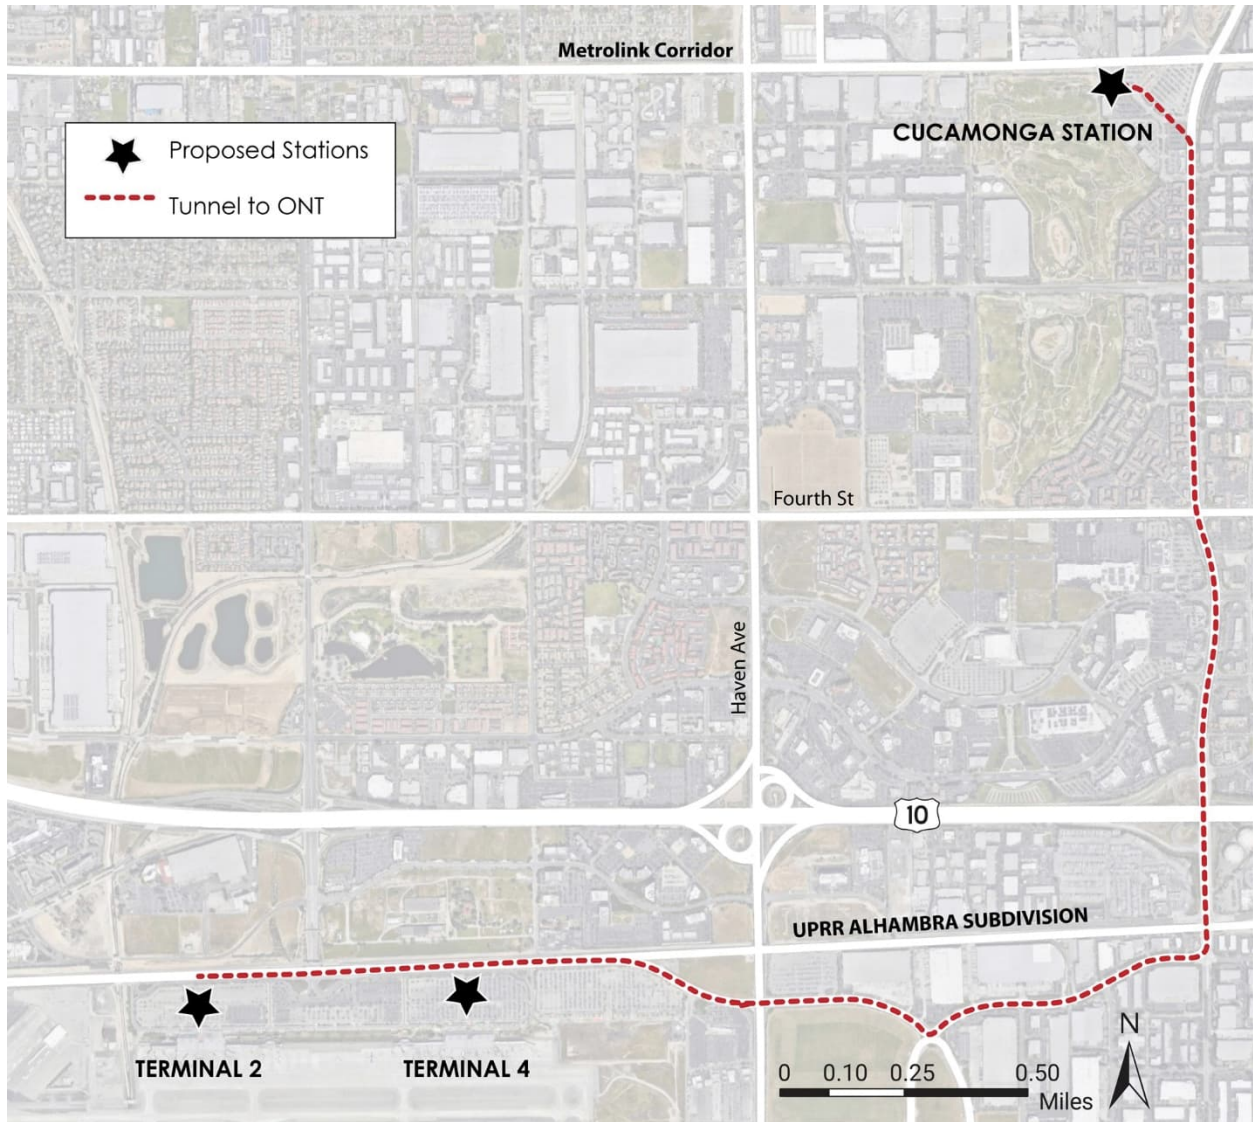 Metrolink Corridor
CUCAMONGA STATION
Proposed Stations
Tunnel to ONT
Fourth St
Haven Ave
10
UPRR ALHAMBRA SUBDIVISION
TERMINAL 2
TERMINAL 4
N
0 0.10 0.25 0.50
Miles